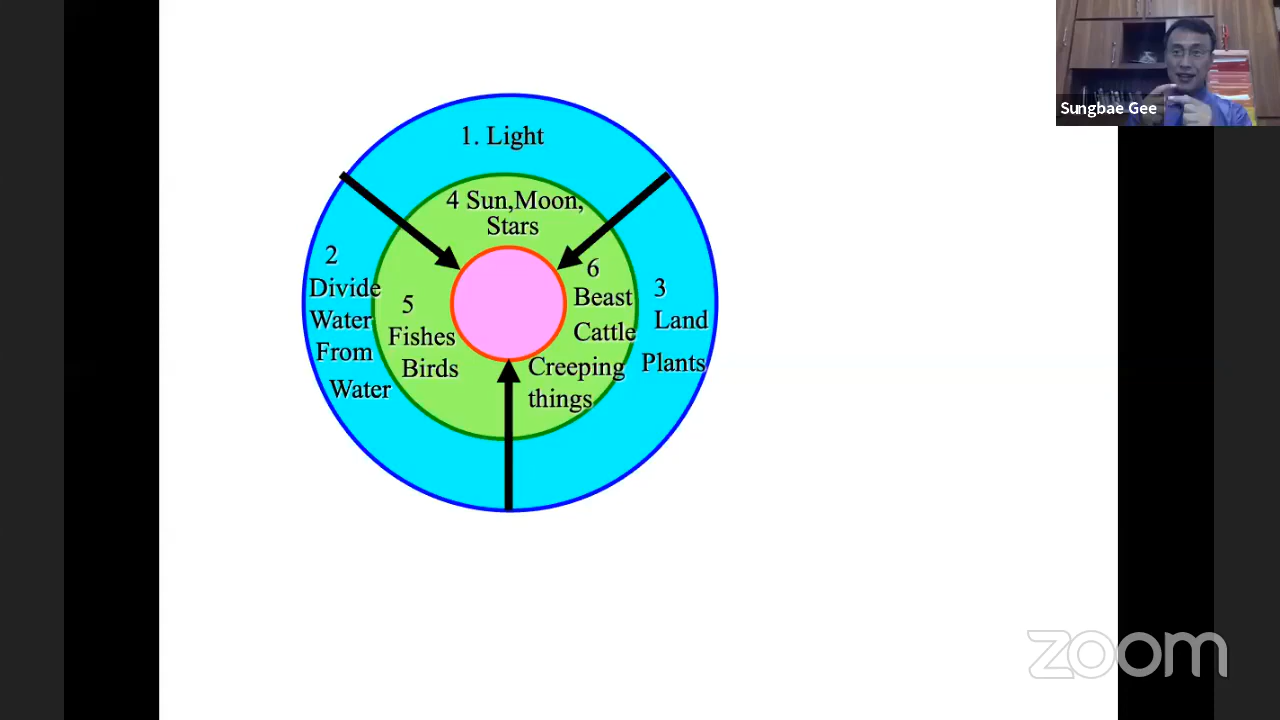 Sungbae Gee
1. Light
4 Sun,Moon,
Stars
2
Divide
Water
From
Water
5
Fishes
Birds
6
Beast
Cattle
Creeping
things
3
Land
Plants
zoom